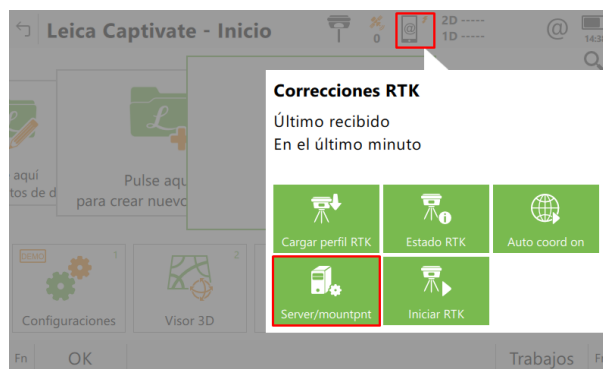 Leica Captivate - Inicio
0
@
2D -----
1D -----
@
14:38
Correcciones RTK
Último recibido
En el último minuto
Cargar perfil RTK
Estado RTK
Auto coord on
Server/mountpnt
Iniciar RTK
aquí
tos de d
Pulse aqu
para crear nuevo
DEMO
1
Configuraciones
2
Visor 3D
Fn
OK
Trabajos